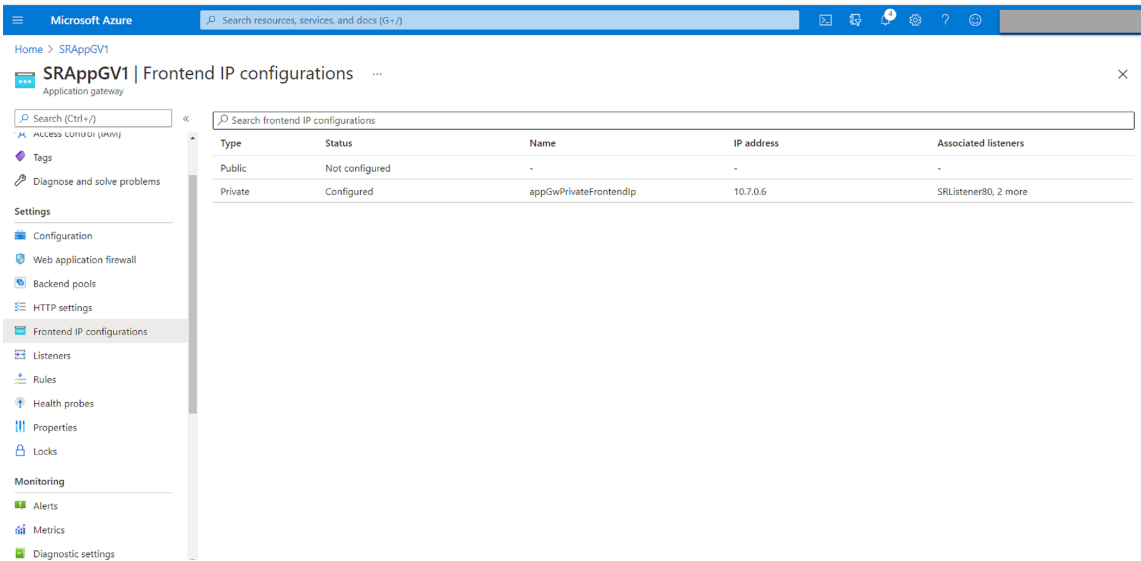 Microsoft Azure
Search resources, services, and docs (G+/)
4
Home > SRAppGV1
SRAppGV1 | Frontend IP configurations ...
Application gateway
Search (Ctrl+/)
Access control (IAM)
Tags
Diagnose and solve problems
Settings
Configuration
Web application firewall
Backend pools
HTTP settings
Frontend IP configurations
Listeners
Rules
Health probes
Properties
Locks
Monitoring
Alerts
Metrics
Diagnostic settings
Search frontend IP configurations
Type Status Name IP address Associated listeners
Public Not configured - - -
Private Configured appGwPrivateFrontendIp 10.7.0.6 SRListener80, 2 more